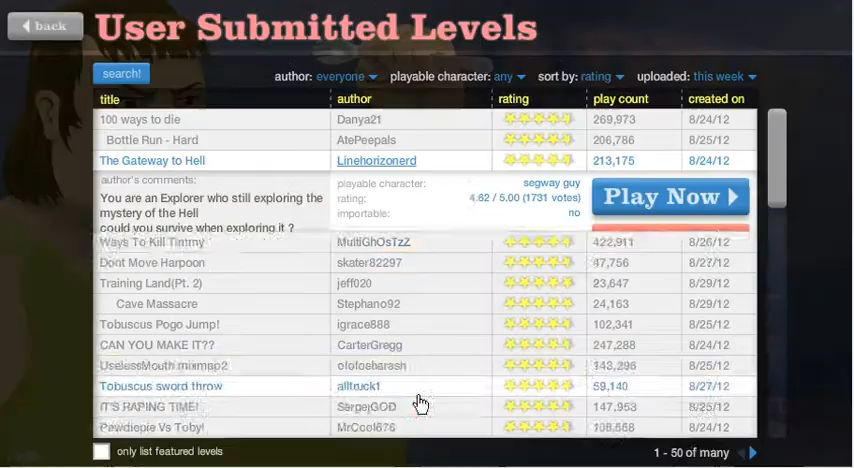 back
User Submitted Levels
search!
author: everyone playable character: any sort by: rating uploaded: this week
title author rating play count created on
100 ways to die Danya21 269,973 8/24/12
Bottle Run - Hard AtePeepals 206,786 8/25/12
The Gateway to Hell Linehorizonerd 213,175 8/24/12
author's comments:
You are an Explorer who still exploring the
mystery of the Hell
could you survive when exploring it ?
playable character: segway guy
rating: 4.62 / 5.00 (1731 votes)
importable: no
Play Now
Ways To Kill Timmy MultiGhOsTzZ 422,911 8/26/12
Dont Move Harpoon skater82297 47,756 8/27/12
Training Land(Pt. 2) jeff020 23,647 8/29/12
Cave Massacre Stephano92 24,163 8/29/12
Tobuscus Pogo Jump! igrace888 102,341 8/25/12
CAN YOU MAKE IT?? CarterGregg 247,288 8/24/12
UselessMouth mixmap2 8/25/12
Tobuscus sword throw alltruck1 59,140 8/27/12
IT'S RAPING TIME! SergejGOD 147,953 8/25/12
Pewdiepie Vs Toby! MrCool676 8/24/12
only list featured levels
1 - 50 of many